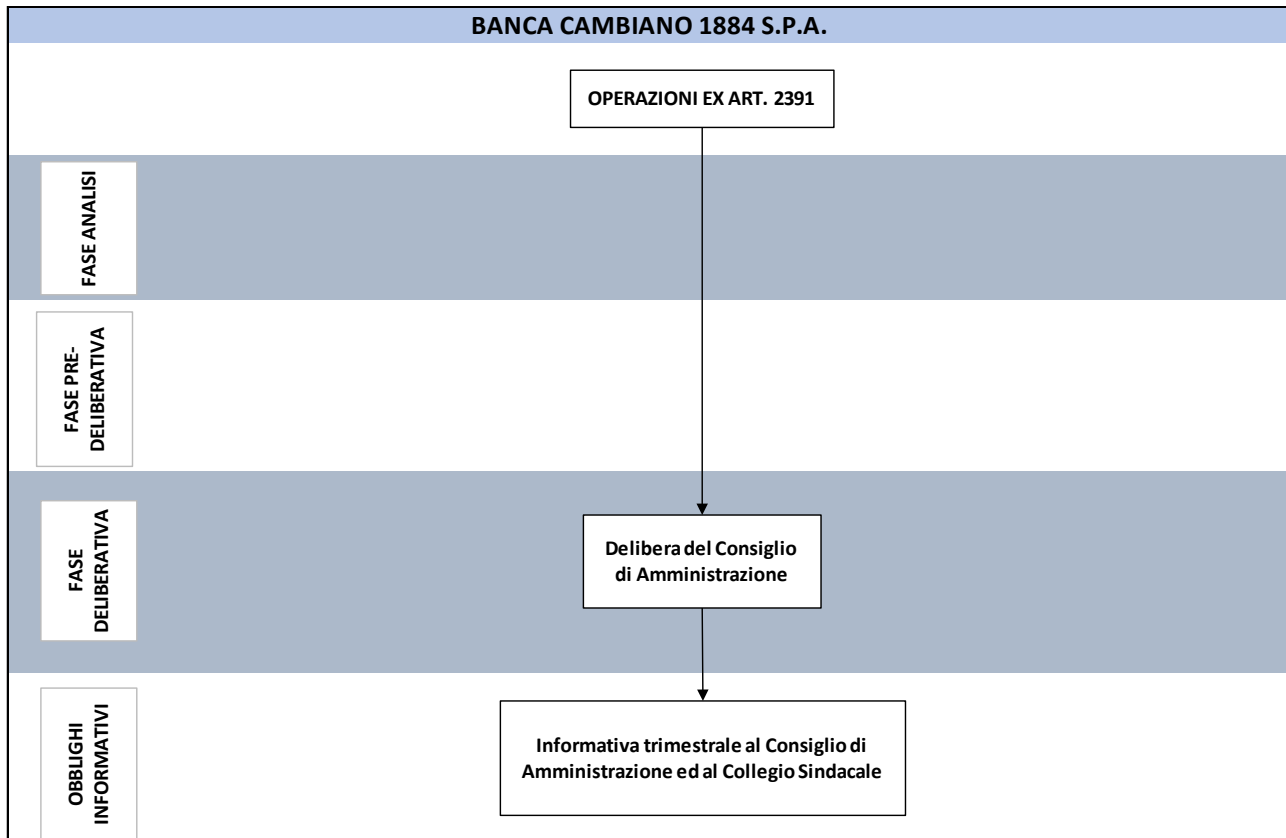 BANCA CAMBIANO 1884 S.P.A.
OPERAZIONI EX ART. 2391
FASE ANALISI
FASE PRE-
DELIBERATIVA
FASE
DELIBERATIVA
Delibera del Consiglio
di Amministrazione
OBBLIGHI
INFORMATIVI
Informativa trimestrale al Consiglio di
Amministrazione ed al Collegio Sindacale